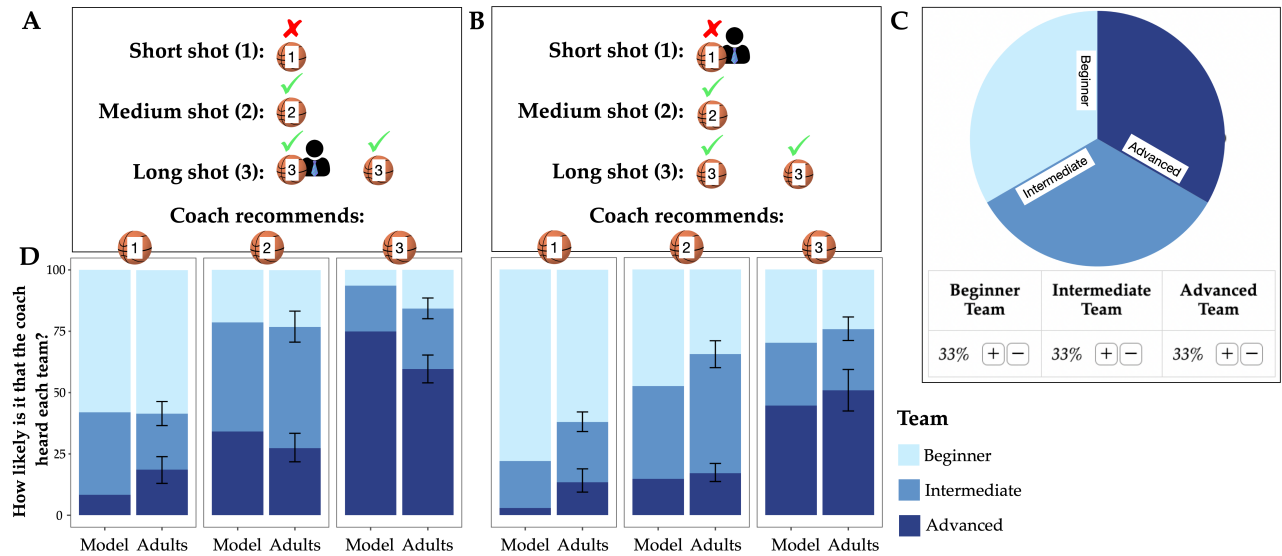 A
Short shot (1):
1
Medium shot (2):
2
Long shot (3):
3
3
Coach recommends:
B
Short shot (1):
1
Medium shot (2):
2
Long shot (3):
3
3
Coach recommends:
C
Beginner
Advanced
Intermediate
Beginner Team
Intermediate Team
Advanced Team
33% + −
33% + −
33% + −
D
1
2
3
1
2
3
How likely is it that the coach
heard each team?
100
75
50
25
0
Model Adults
Model Adults
Model Adults
Model Adults
Model Adults
Model Adults
Team
Beginner
Intermediate
Advanced